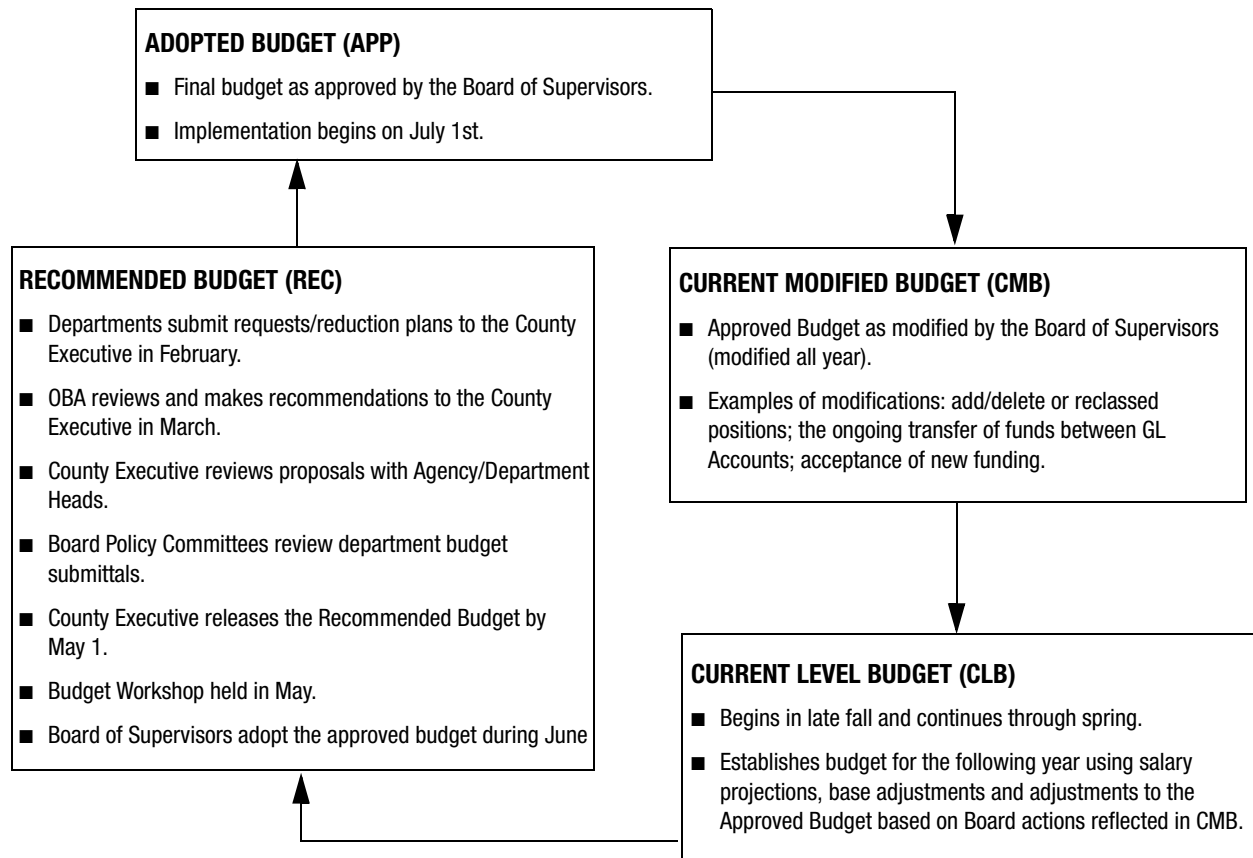 ADOPTED BUDGET (APP)
■ Final budget as approved by the Board of Supervisors.
■ Implementation begins on July 1st.
RECOMMENDED BUDGET (REC)
■ Departments submit requests/reduction plans to the County
Executive in February.
■ OBA reviews and makes recommendations to the County
Executive in March.
■ County Executive reviews proposals with Agency/Department
Heads.
■ Board Policy Committees review department budget
submittals.
■ County Executive releases the Recommended Budget by
May 1.
■ Budget Workshop held in May.
■ Board of Supervisors adopt the approved budget during June
CURRENT MODIFIED BUDGET (CMB)
■ Approved Budget as modified by the Board of Supervisors
(modified all year).
■ Examples of modifications: add/delete or reclassed
positions; the ongoing transfer of funds between GL
Accounts; acceptance of new funding.
CURRENT LEVEL BUDGET (CLB)
■ Begins in late fall and continues through spring.
■ Establishes budget for the following year using salary
projections, base adjustments and adjustments to the
Approved Budget based on Board actions reflected in CMB.